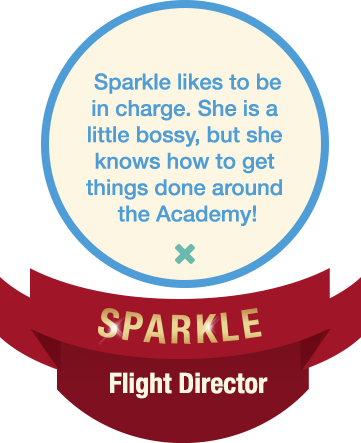 Sparkle likes to be
in charge. She is a
little bossy, but she
knows how to get
things done around
the Academy!
SPARKLE
Flight Director